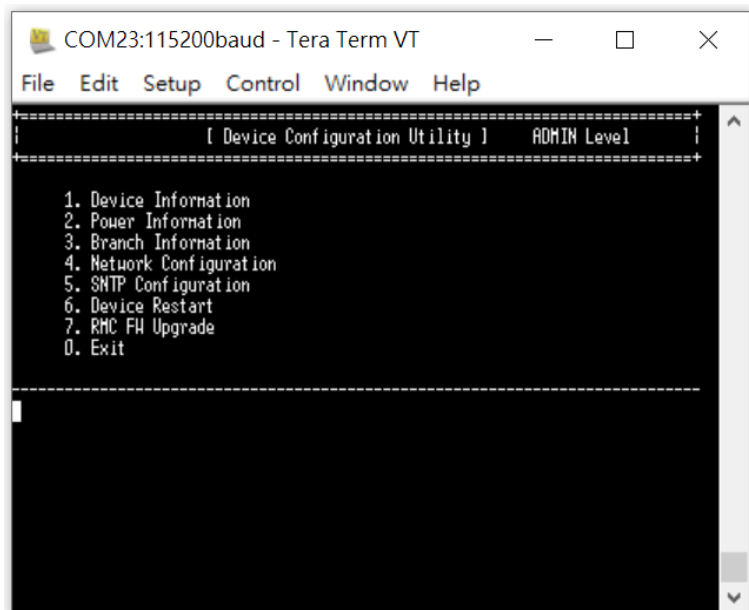 COM23:115200baud - Tera Term VT
File Edit Setup Control Window Help
[ Device Configuration Utility ] ADMIN Level
1. Device Information
2. Power Information
3. Branch Information
4. Network Configuration
5. SNTP Configuration
6. Device Restart
7. RMC FW Upgrade
0. Exit